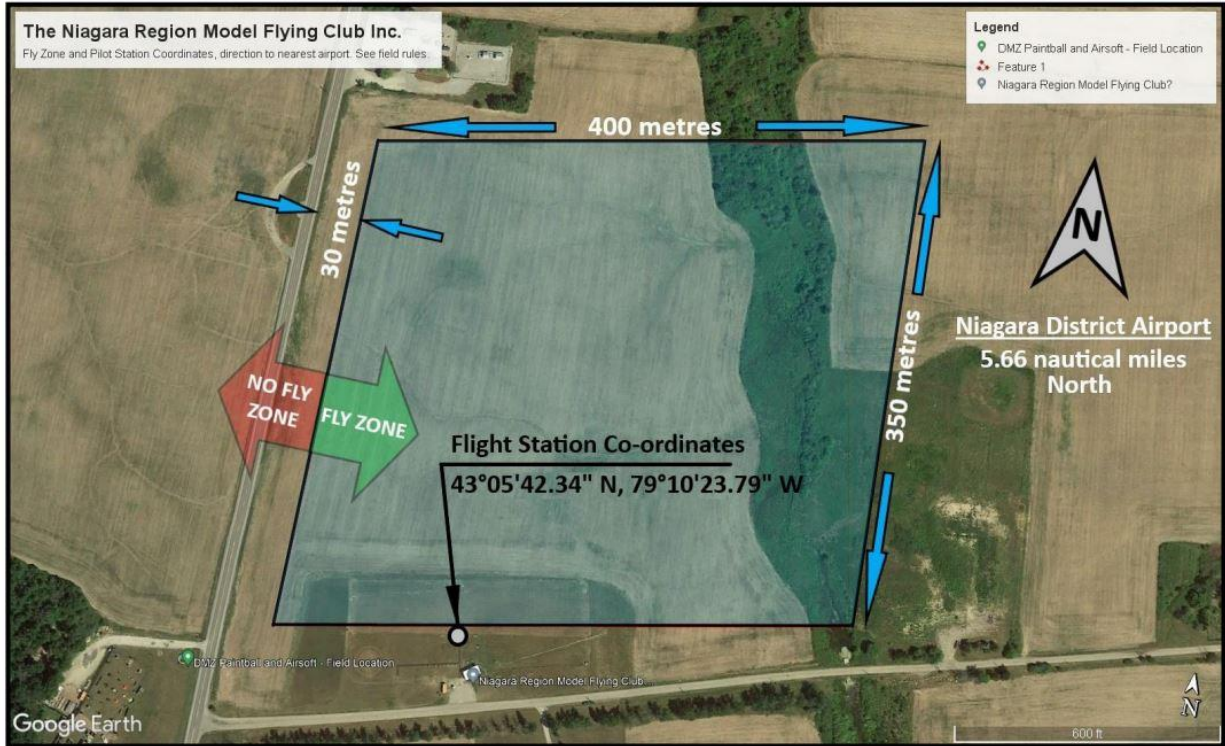 The Niagara Region Model Flying Club Inc.
Fly Zone and Pilot Station Coordinates, direction to nearest airport. See field rules.
Legend
DMZ Paintball and Airsoft - Field Location
Feature 1
Niagara Region Model Flying Club?
400 metres
30 metres
N
Niagara District Airport
5.66 nautical miles
North
350 metres
NO FLY
ZONE
FLY ZONE
Flight Station Co-ordinates
43°05'42.34" N, 79°10'23.79" W
DMZ Paintball and Airsoft - Field Location
Niagara Region Model Flying Club...
Google Earth
N
600 ft